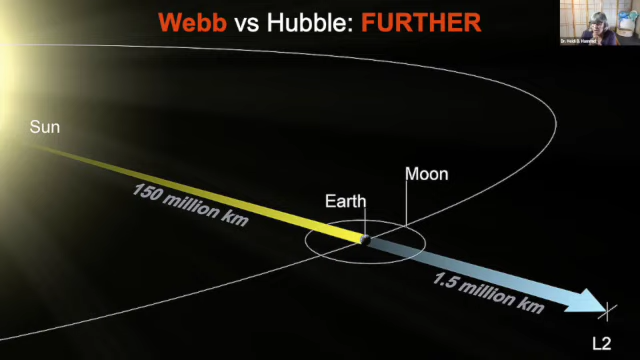 Webb vs Hubble: FURTHER
Sun
Moon
Earth
150 million km
1.5 million km
L2